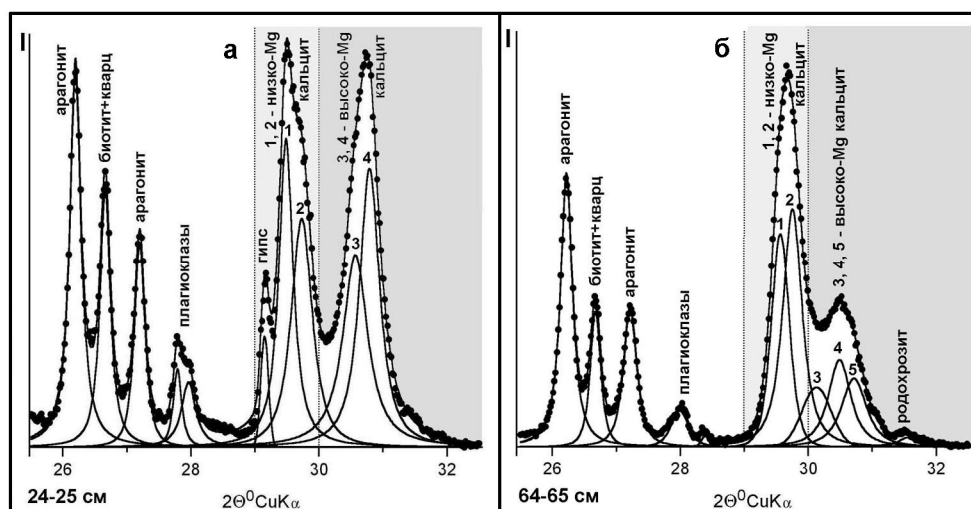 I
а
арагонит
биотит+кварц
арагонит
плагиоклазы
гипс
1, 2 - низко-Mg
кальцит
3, 4 - высоко-Mg
кальцит
1
2
3
4
26
28
30
32
24-25 см
2Θ⁰CuKα
I
б
арагонит
биотит+кварц
арагонит
плагиоклазы
1, 2 - низко-Mg
кальцит
3, 4, 5 - высоко-Mg кальцит
родохрозит
1
2
3
4
5
26
28
30
32
64-65 см
2Θ⁰CuKα